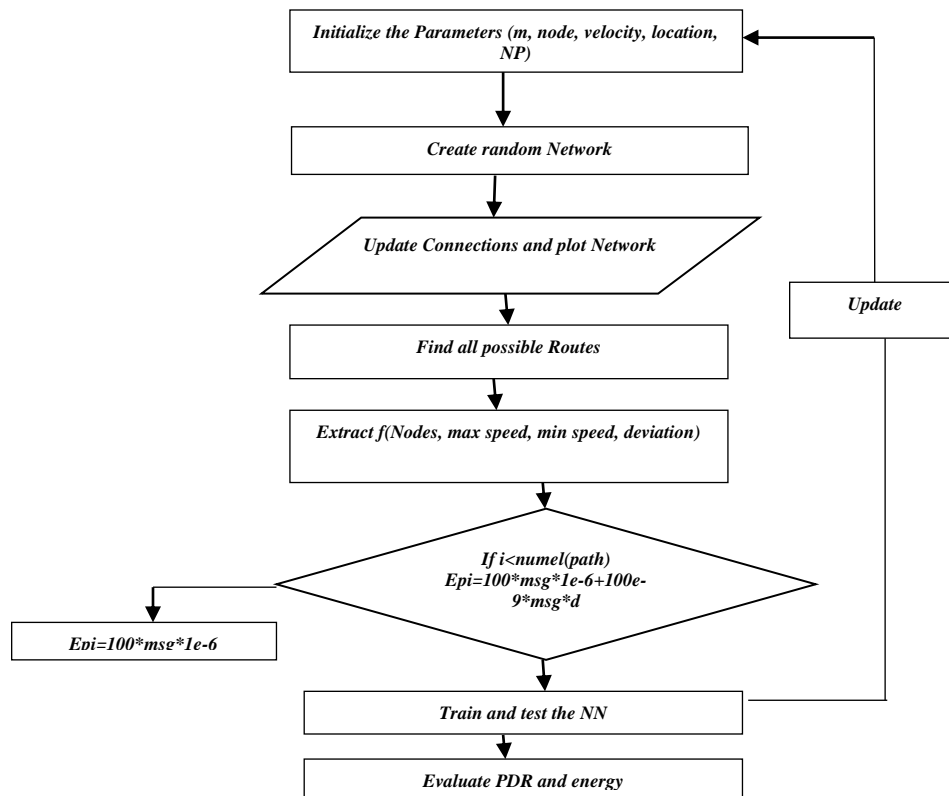 Initialize the Parameters (m, node, velocity, location,
NP)
Create random Network
Update Connections and plot Network
Update
Find all possible Routes
Extract f(Nodes, max speed, min speed, deviation)
If i<numel(path)
Epi=100*msg*1e-6+100e-
9*msg*d
Epi=100*msg*1e-6
Train and test the NN
Evaluate PDR and energy